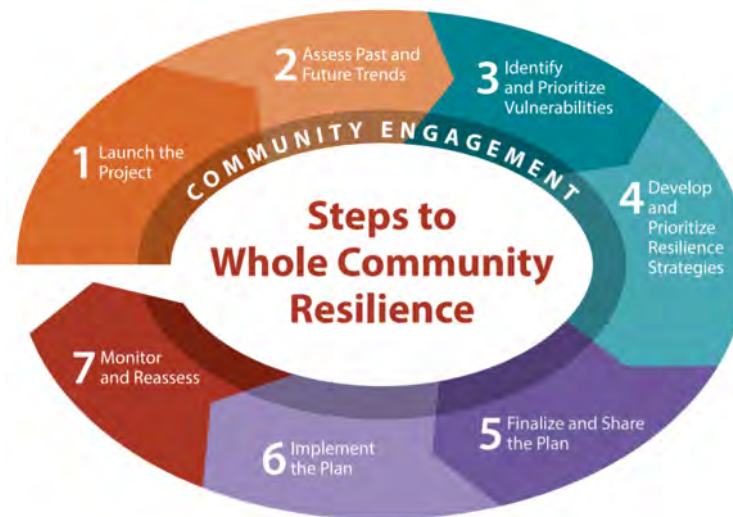 1 Launch the
Project
2 Assess Past and
Future Trends
3 Identify
and Prioritize
Vulnerabilities
4 Develop
and
Prioritize
Resilience
Strategies
5 Finalize and Share
the Plan
6 Implement
the Plan
7 Monitor
and Reassess
COMMUNITY ENGAGEMENT
Steps to
Whole Community
Resilience